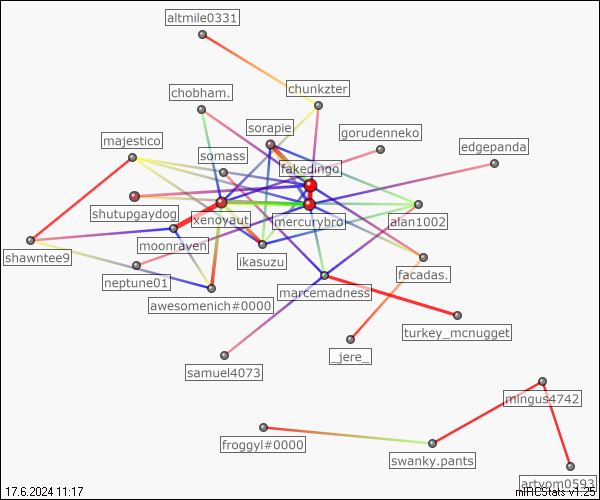 altmile0331
chobham.
chunkzter
sorapie
gorudenneko
majestico
somass
fakedingo
edgepanda
shutupgaydog
xenoyaut
mercurybro
alan1002
shawntee9
moonraven
ikasuzu
facadas.
neptune01
marcemadness
awesomenich#0000
turkey_mcnugget
_jere_
samuel4073
mingus4742
froggyl#0000
swanky.pants
artyom0593
17.6.2024 11:17
mIRCStats v1.25